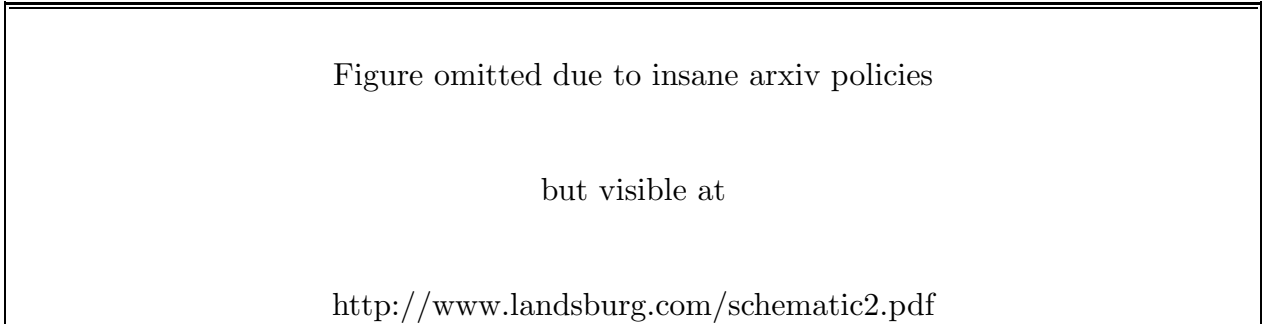 Figure omitted due to insane arxiv policies
but visible at
http://www.landsburg.com/schematic2.pdf